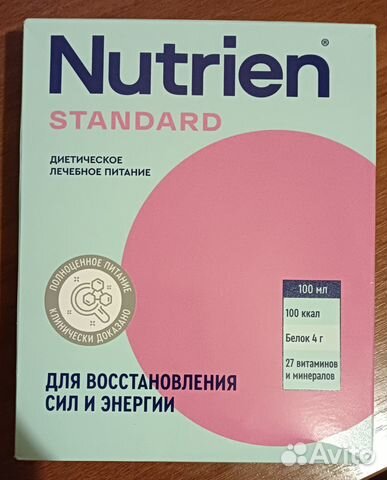 Nutrien®
STANDARD
ДИЕТИЧЕСКОЕ
ЛЕЧЕБНОЕ ПИТАНИЕ
ПОЛНОЦЕННОЕ ПИТАНИЕ
КЛИНИЧЕСКИ ДОКАЗАНО
100 мл
100 ккал
Белок 4 г
27 витаминов
и минералов
ДЛЯ ВОССТАНОВЛЕНИЯ
СИЛ И ЭНЕРГИИ
Avito